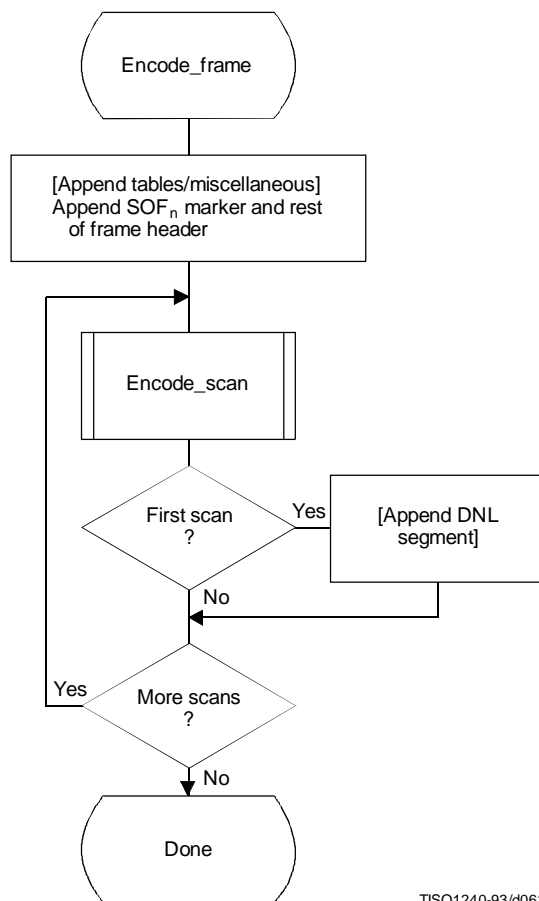 Encode_frame
[Append tables/miscellaneous]
Append SOFn marker and rest
of frame header
Encode_scan
First scan
?
Yes
[Append DNL
segment]
No
More scans
?
Yes
No
Done